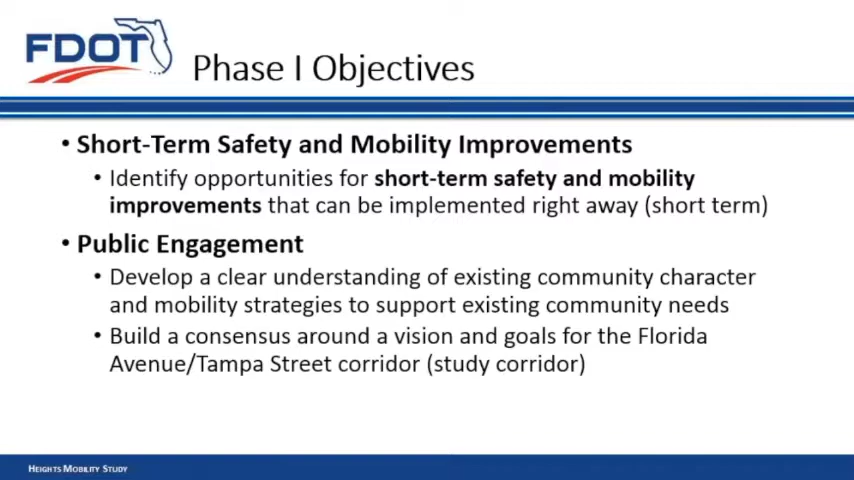 FDOT
Phase I Objectives
• Short-Term Safety and Mobility Improvements
• Identify opportunities for short-term safety and mobility
improvements that can be implemented right away (short term)
• Public Engagement
• Develop a clear understanding of existing community character
and mobility strategies to support existing community needs
• Build a consensus around a vision and goals for the Florida
Avenue/Tampa Street corridor (study corridor)
HEIGHTS MOBILITY STUDY